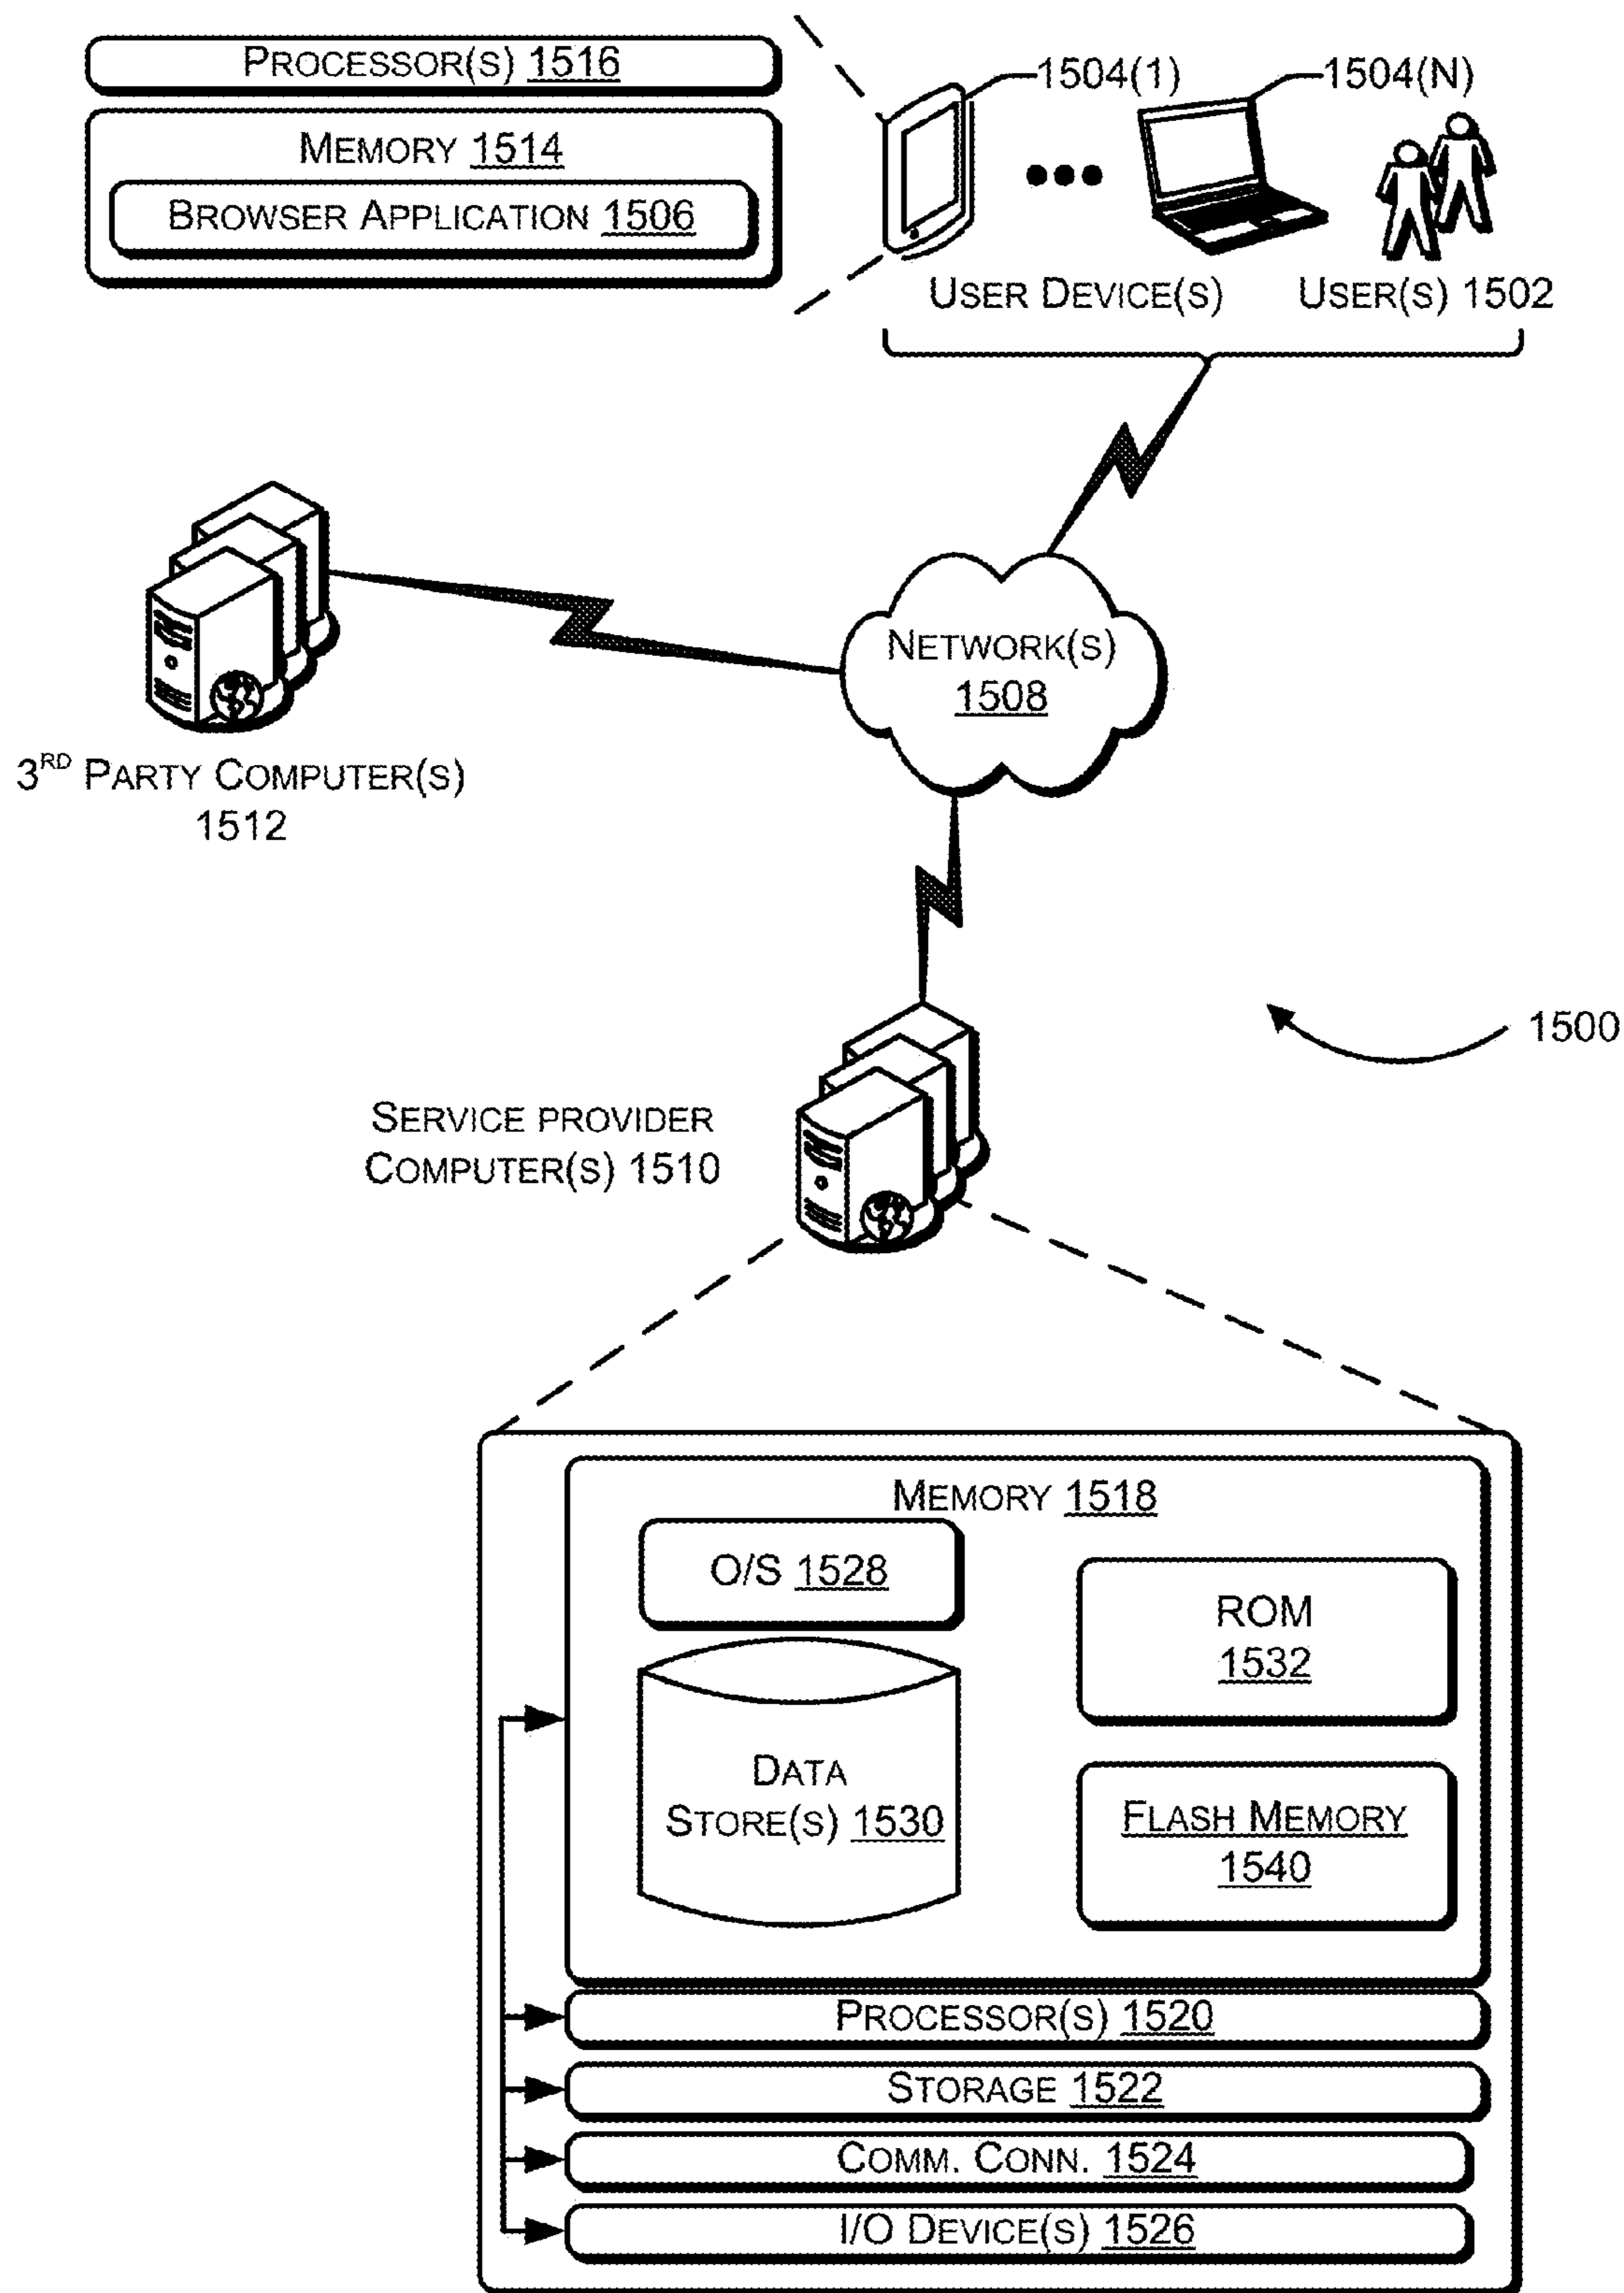 PROCESSOR(S) 1516
MEMORY 1514
BROWSER APPLICATION 1506
1504(1)
1504(N)
USER DEVICE(S)
USER(S) 1502
NETWORK(S)
1508
3RD PARTY COMPUTER(S)
1512
1500
SERVICE PROVIDER
COMPUTER(S) 1510
MEMORY 1518
O/S 1528
ROM
1532
DATA
STORE(S) 1530
FLASH MEMORY
1540
PROCESSOR(S) 1520
STORAGE 1522
COMM. CONN. 1524
I/O DEVICE(S) 1526